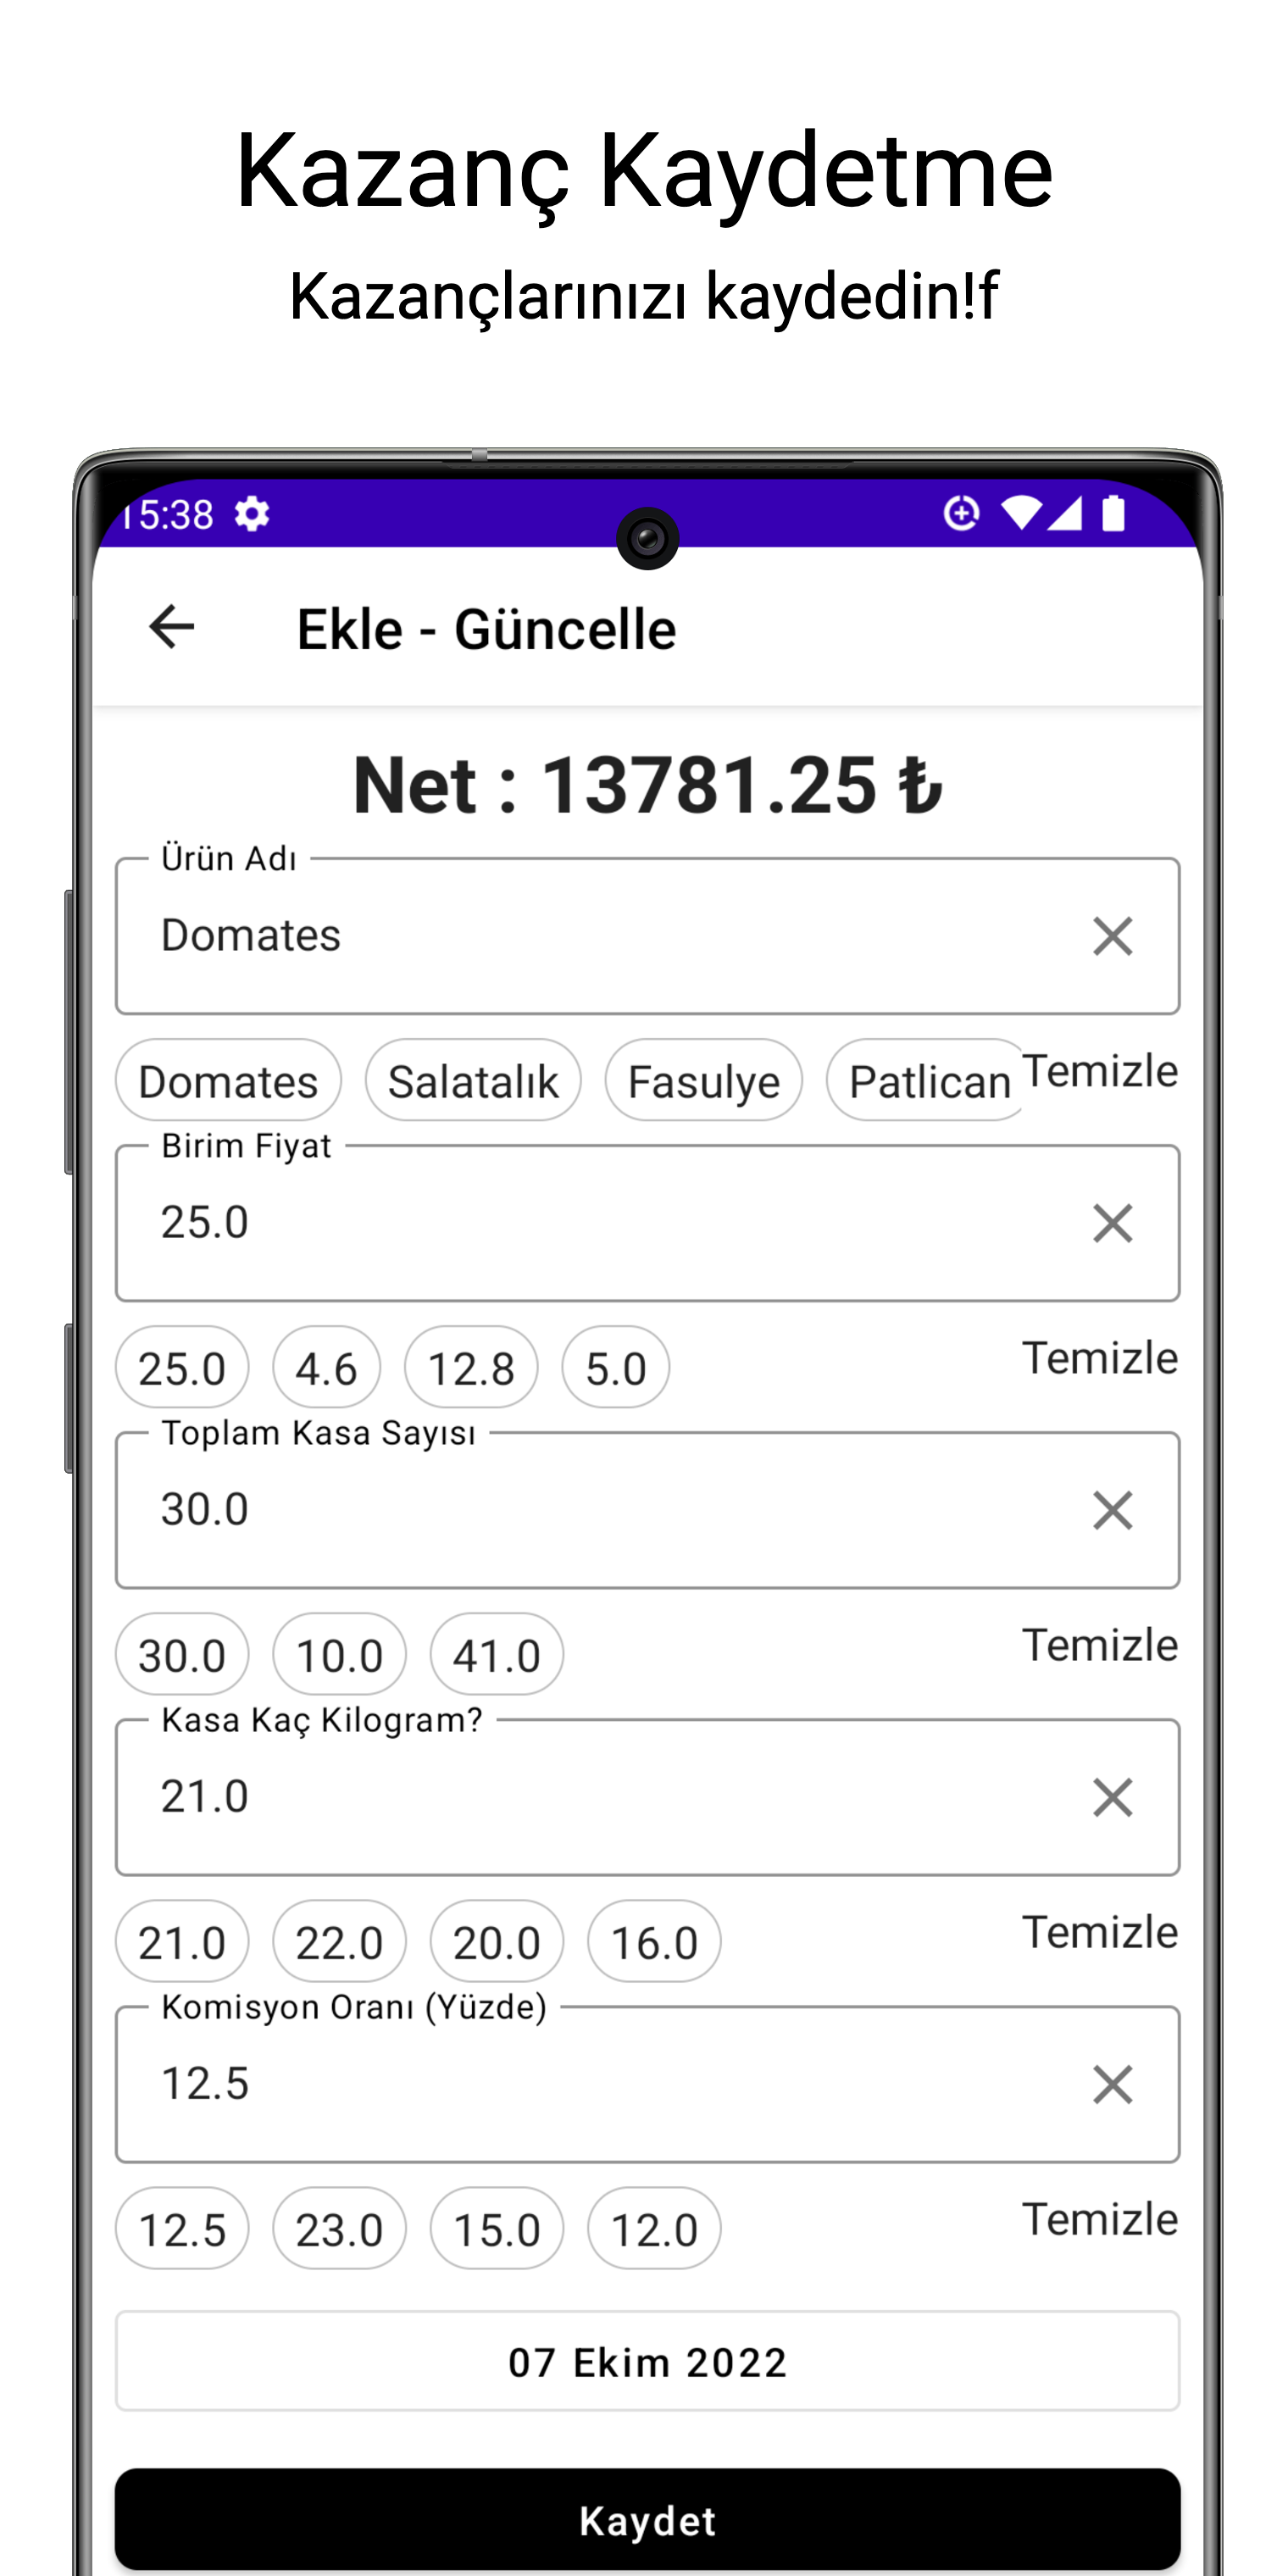 Kazanç Kaydetme
Kazançlarınızı kaydedin!f
15:38
Ekle - Güncelle
Net : 13781.25 ₺
Ürün Adı
Domates
Domates Salatalık Fasulye Patlican Temizle
Birim Fiyat
25.0
25.0 4.6 12.8 5.0 Temizle
Toplam Kasa Sayısı
30.0
30.0 10.0 41.0 Temizle
Kasa Kaç Kilogram?
21.0
21.0 22.0 20.0 16.0 Temizle
Komisyon Oranı (Yüzde)
12.5
12.5 23.0 15.0 12.0 Temizle
07 Ekim 2022
Kaydet